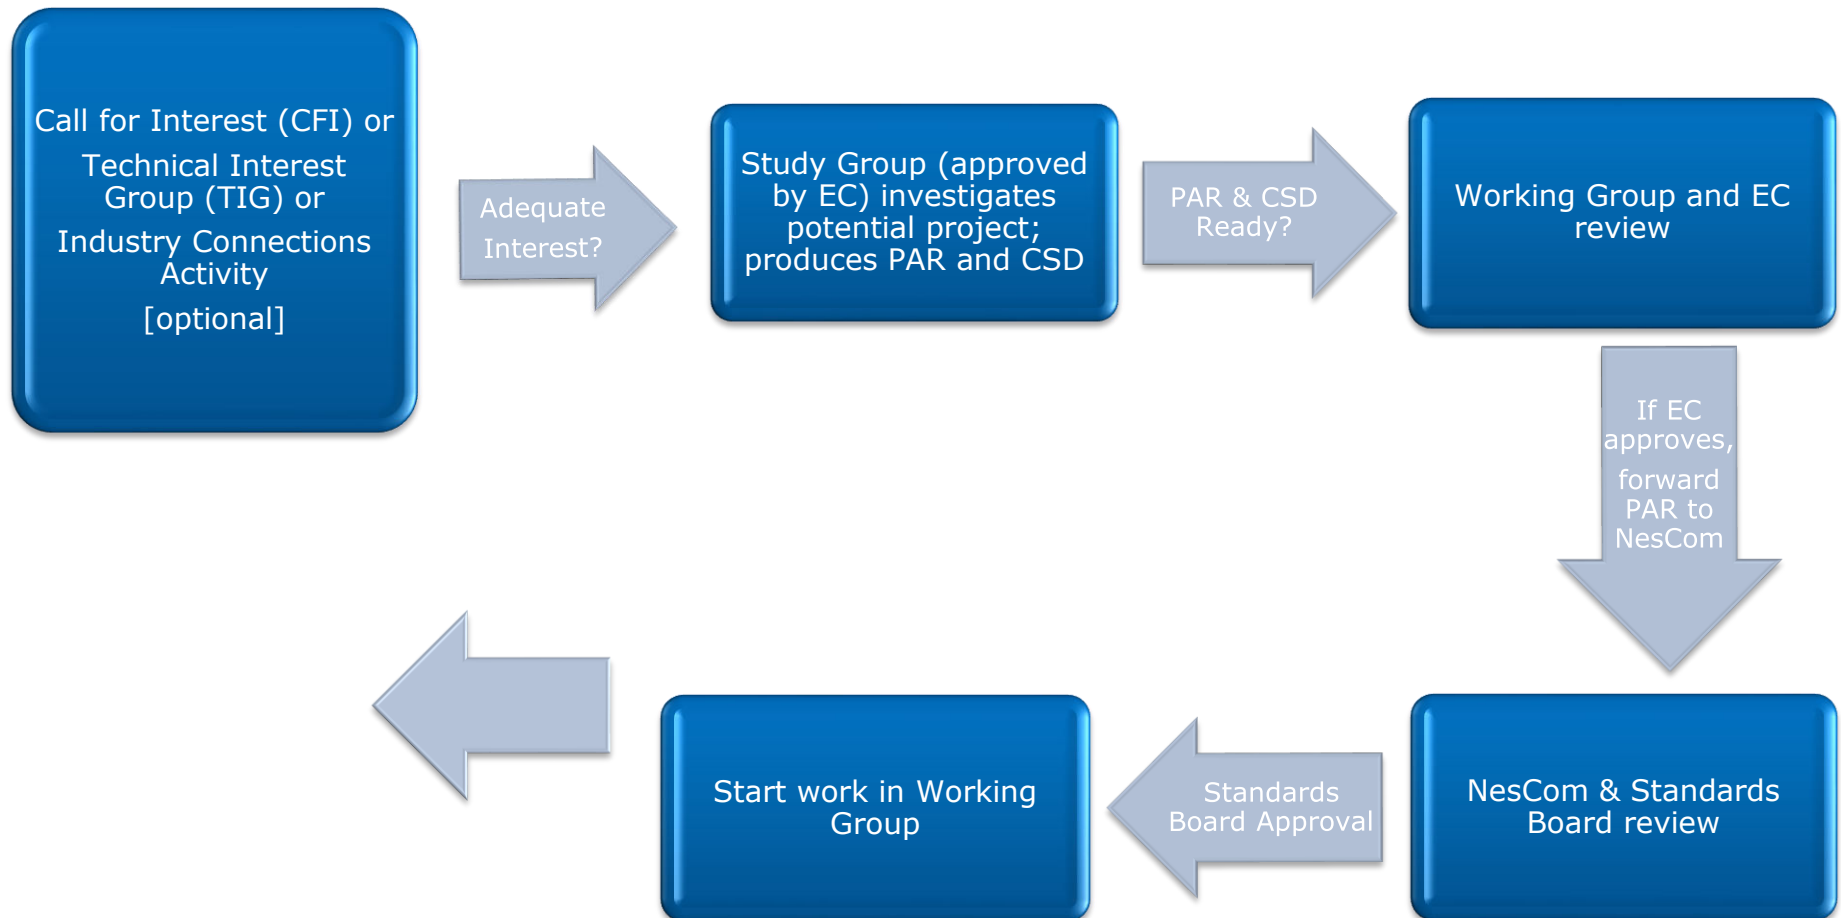 Call for Interest (CFI) or
Technical Interest
Group (TIG) or
Industry Connections
Activity
[optional]
Adequate
Interest?
Study Group (approved
by EC) investigates
potential project;
produces PAR and CSD
PAR & CSD
Ready?
Working Group and EC
review
If EC
approves,
forward
PAR to
NesCom
NesCom & Standards
Board review
Standards
Board Approval
Start work in Working
Group